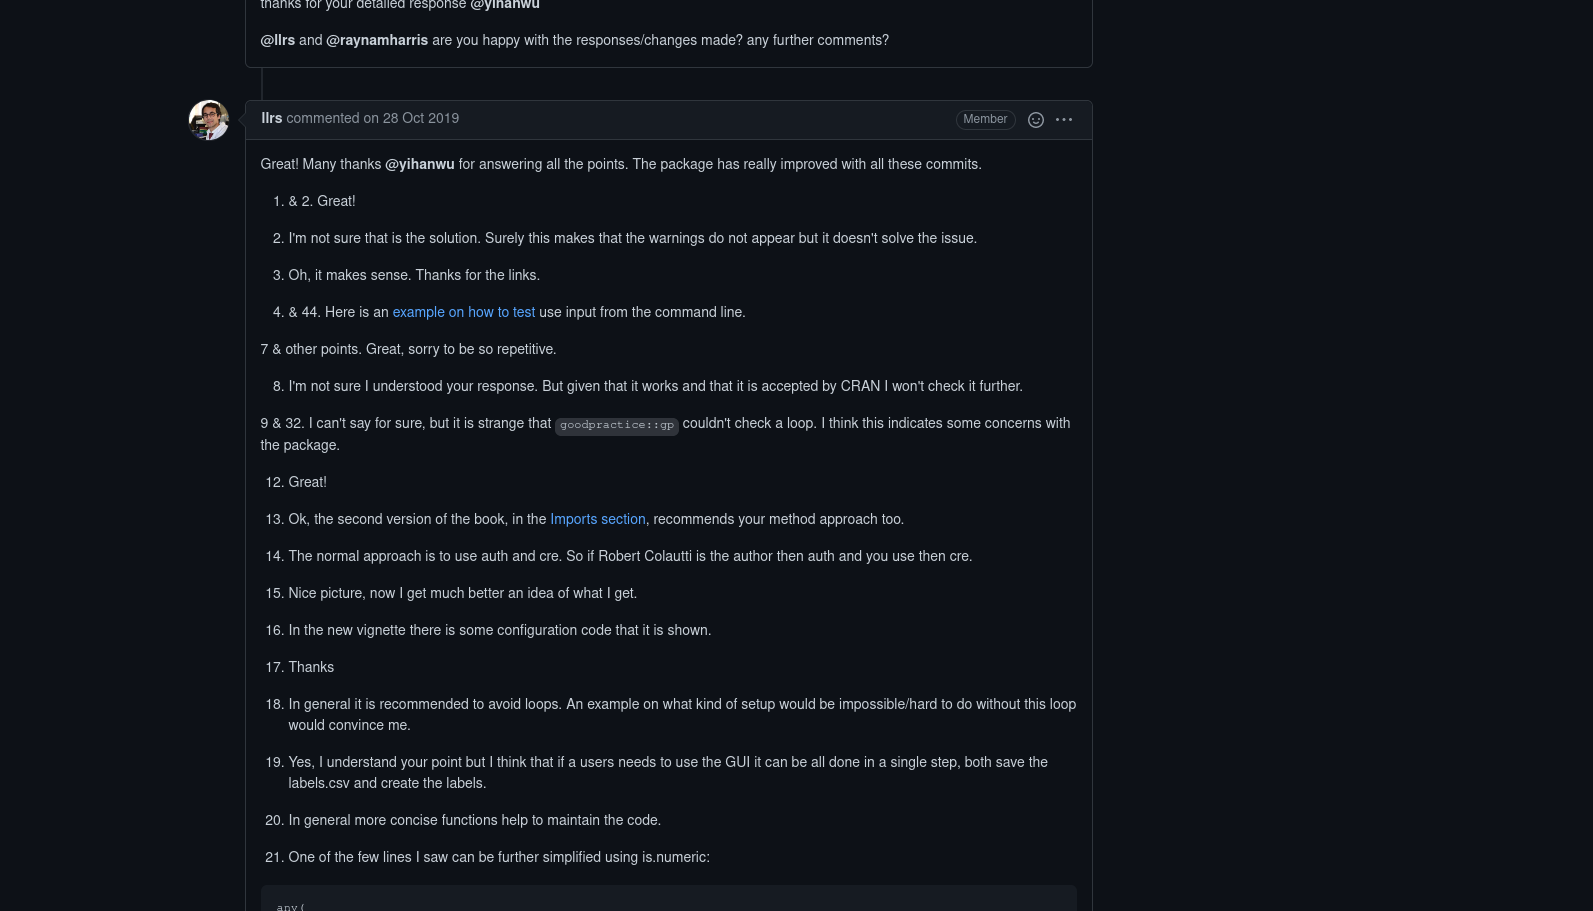 thanks for your detailed response @yihanwu
@llrs and @raynamharris are you happy with the responses/changes made? any further comments?
llrs commented on 28 Oct 2019
Member
Great! Many thanks @yihanwu for answering all the points. The package has really improved with all these commits.
1. & 2. Great!
2. I'm not sure that is the solution. Surely this makes that the warnings do not appear but it doesn't solve the issue.
3. Oh, it makes sense. Thanks for the links.
4. & 44. Here is an example on how to test use input from the command line.
7 & other points. Great, sorry to be so repetitive.
8. I'm not sure I understood your response. But given that it works and that it is accepted by CRAN I won't check it further.
9 & 32. I can't say for sure, but it is strange that goodpractice::gp couldn't check a loop. I think this indicates some concerns with
the package.
12. Great!
13. Ok, the second version of the book, in the Imports section, recommends your method approach too.
14. The normal approach is to use auth and cre. So if Robert Colautti is the author then auth and you use then cre.
15. Nice picture, now I get much better an idea of what I get.
16. In the new vignette there is some configuration code that it is shown.
17. Thanks
18. In general it is recommended to avoid loops. An example on what kind of setup would be impossible/hard to do without this loop
would convince me.
19. Yes, I understand your point but I think that if a users needs to use the GUI it can be all done in a single step, both save the
labels.csv and create the labels.
20. In general more concise functions help to maintain the code.
21. One of the few lines I saw can be further simplified using is.numeric:
any(